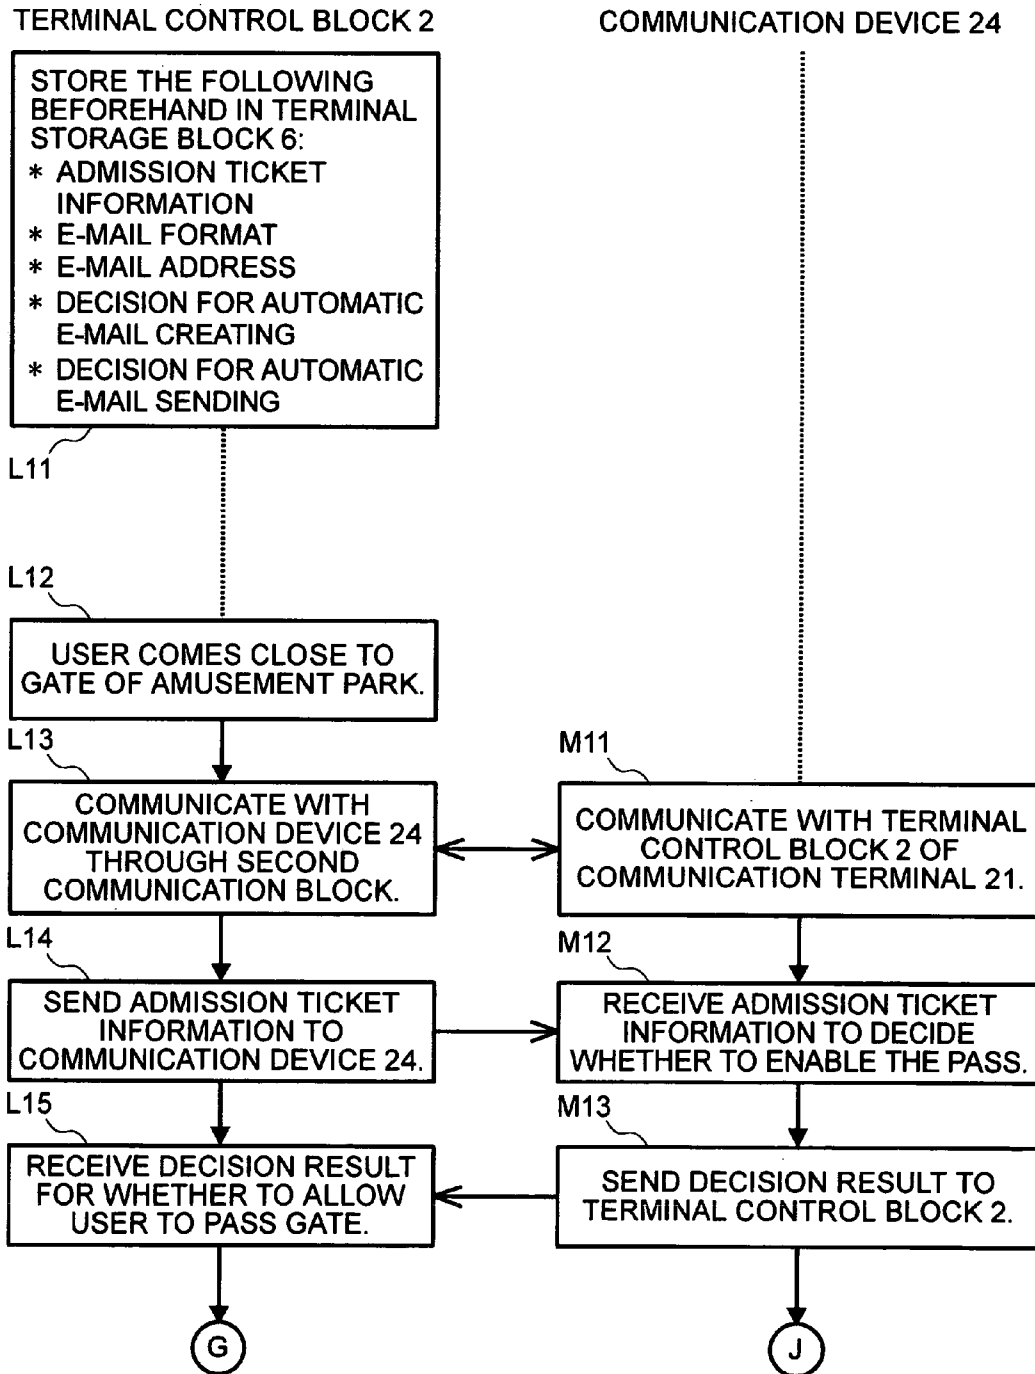 TERMINAL CONTROL BLOCK 2
COMMUNICATION DEVICE 24
STORE THE FOLLOWING
BEFOREHAND IN TERMINAL
STORAGE BLOCK 6:
* ADMISSION TICKET
INFORMATION
* E-MAIL FORMAT
* E-MAIL ADDRESS
* DECISION FOR AUTOMATIC
E-MAIL CREATING
* DECISION FOR AUTOMATIC
E-MAIL SENDING
L11
L12
USER COMES CLOSE TO
GATE OF AMUSEMENT PARK.
L13
COMMUNICATE WITH
COMMUNICATION DEVICE 24
THROUGH SECOND
COMMUNICATION BLOCK.
M11
COMMUNICATE WITH TERMINAL
CONTROL BLOCK 2 OF
COMMUNICATION TERMINAL 21.
L14
SEND ADMISSION TICKET
INFORMATION TO
COMMUNICATION DEVICE 24.
M12
RECEIVE ADMISSION TICKET
INFORMATION TO DECIDE
WHETHER TO ENABLE THE PASS.
L15
RECEIVE DECISION RESULT
FOR WHETHER TO ALLOW
USER TO PASS GATE.
M13
SEND DECISION RESULT TO
TERMINAL CONTROL BLOCK 2.
G
J